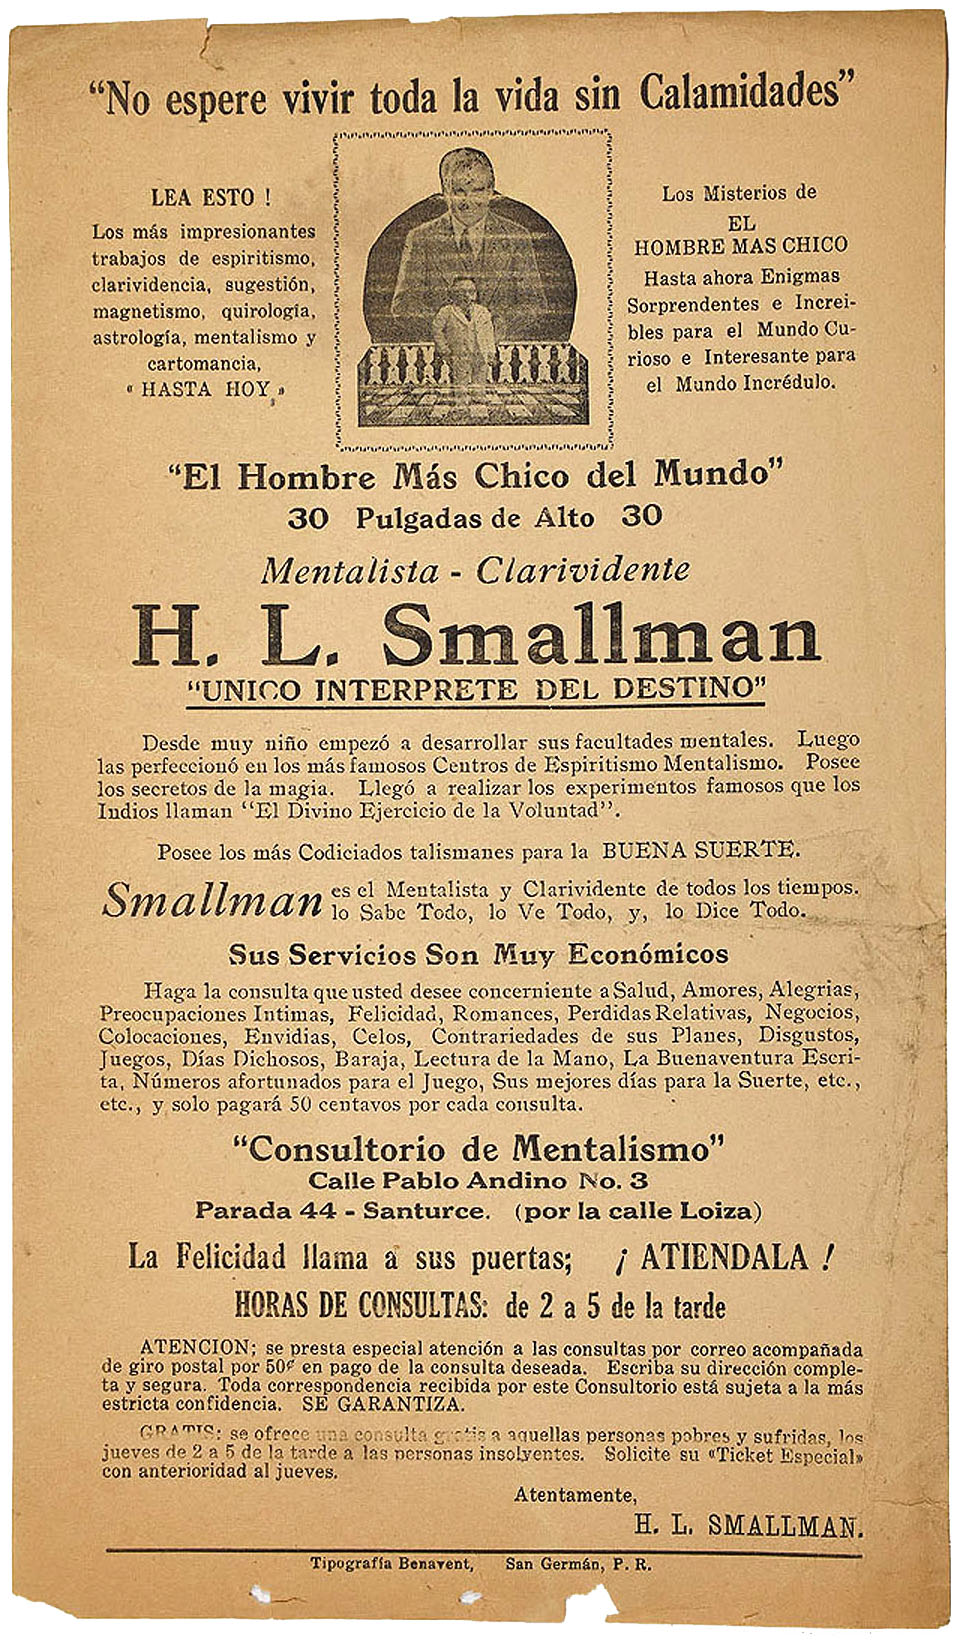 “No espere vivir toda la vida sin Calamidades”
LEA ESTO !
Los más impresionantes
trabajos de espiritismo,
clarividencia, sugestión,
magnetismo, quirología,
astrología, mentalismo y
cartomancia,
« HASTA HOY »
Los Misterios de
EL
HOMBRE MAS CHICO
Hasta ahora Enigmas
Sorprendentes e Increi-
bles para el Mundo Cu-
rioso e Interesante para
el Mundo Incrédulo.
“El Hombre Más Chico del Mundo”
30 Pulgadas de Alto 30
Mentalista - Clarividente
H. L. Smallman
“UNICO INTERPRETE DEL DESTINO”
Desde muy niño empezó a desarrollar sus facultades mentales. Luego
las perfeccionó en los más famosos Centros de Espiritismo Mentalismo. Posee
los secretos de la magia. Llegó a realizar los experimentos famosos que los
Indios llaman “El Divino Ejercicio de la Voluntad”.
Posee los más Codiciados talismanes para la BUENA SUERTE.
Smallman es el Mentalista y Clarividente de todos los tiempos.
lo Sabe Todo, lo Ve Todo, y, lo Dice Todo.
Sus Servicios Son Muy Económicos
Haga la consulta que usted desee concerniente a Salud, Amores, Alegrias,
Preocupaciones Intimas, Felicidad, Romances, Perdidas Relativas, Negocios,
Colocaciones, Envidias, Celos, Contrariedades de sus Planes, Disgustos,
Juegos, Días Dichosos, Baraja, Lectura de la Mano, La Buenaventura Escri-
ta, Números afortunados para el Juego, Sus mejores días para la Suerte, etc.,
etc., y solo pagará 50 centavos por cada consulta.
“Consultorio de Mentalismo”
Calle Pablo Andino No. 3
Parada 44 - Santurce. (por la calle Loiza)
La Felicidad llama a sus puertas; ¡ ATIENDALA !
HORAS DE CONSULTAS: de 2 a 5 de la tarde
ATENCION; se presta especial atención a las consultas por correo acompañada
de giro postal por 50¢ en pago de la consulta deseada. Escriba su dirección comple-
ta y segura. Toda correspondencia recibida por este Consultorio está sujeta a la más
estricta confidencia. SE GARANTIZA.
GRATIS: se ofrece una consulta gratis a aquellas personas pobres y sufridas, los
jueves de 2 a 5 de la tarde a las personas insolventes. Solicite su «Ticket Especial»
con anterioridad al jueves.
Atentamente,
H. L. SMALLMAN.
Tipografía Benavent, San Germán, P. R.